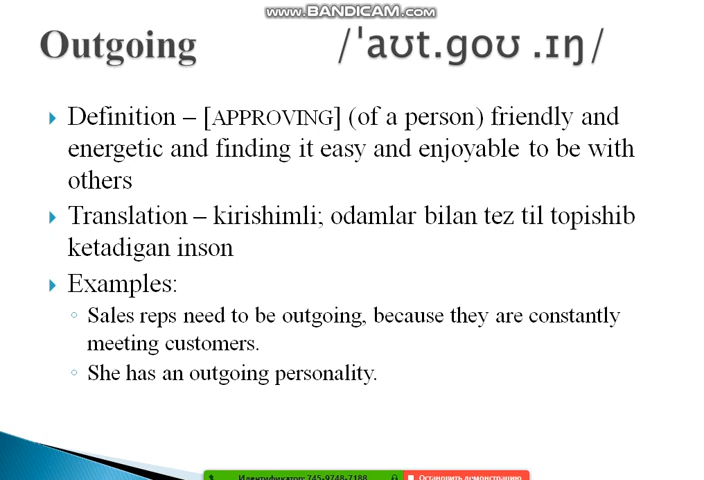 www.BANDICAM.com
Outgoing /ˈaʊt.ɡoʊ .ɪŋ/
Definition – [APPROVING] (of a person) friendly and
energetic and finding it easy and enjoyable to be with
others
Translation – kirishimli; odamlar bilan tez til topishib
ketadigan inson
Examples:
Sales reps need to be outgoing, because they are constantly
meeting customers.
She has an outgoing personality.
Идентификатор: 745-9748-7188 Остановить демонстрацию